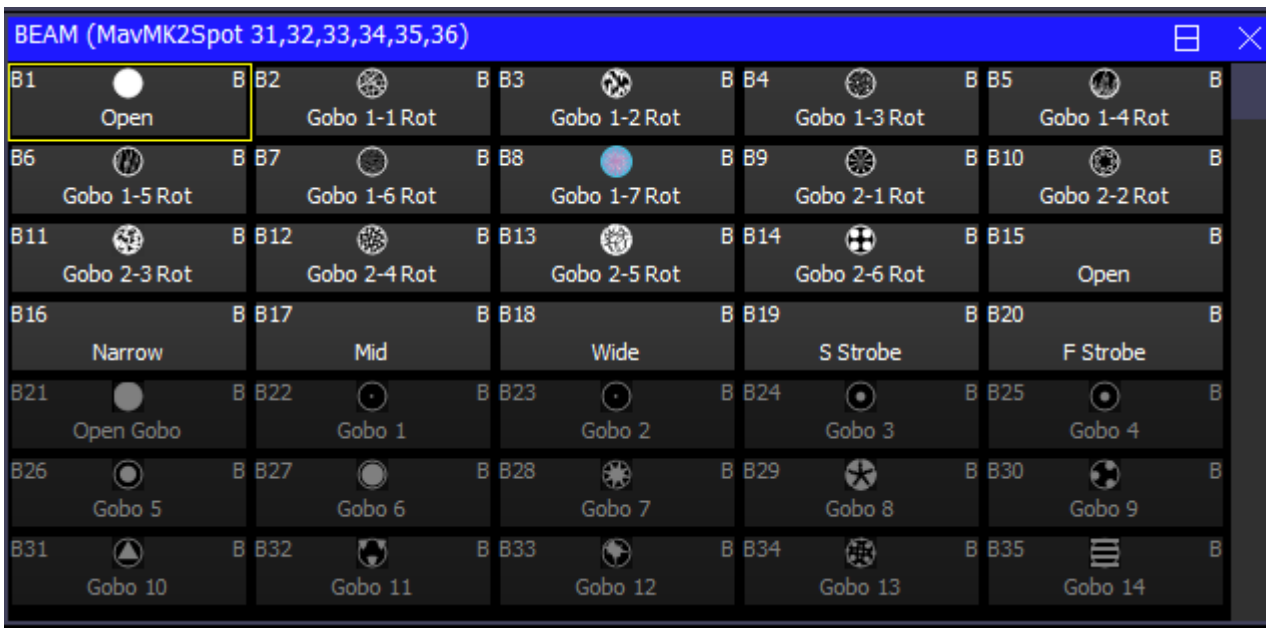 BEAM (MavMK2Spot 31,32,33,34,35,36)
B1 B B2 B B3 B B4 B B5 B
Open Gobo 1-1 Rot Gobo 1-2 Rot Gobo 1-3 Rot Gobo 1-4 Rot
B6 B B7 B B8 B B9 B B10 B
Gobo 1-5 Rot Gobo 1-6 Rot Gobo 1-7 Rot Gobo 2-1 Rot Gobo 2-2 Rot
B11 B B12 B B13 B B14 B B15 B
Gobo 2-3 Rot Gobo 2-4 Rot Gobo 2-5 Rot Gobo 2-6 Rot Open
B16 B B17 B B18 B B19 B B20 B
Narrow Mid Wide S Strobe F Strobe
B21 B B22 B B23 B B24 B B25 B
Open Gobo Gobo 1 Gobo 2 Gobo 3 Gobo 4
B26 B B27 B B28 B B29 B B30 B
Gobo 5 Gobo 6 Gobo 7 Gobo 8 Gobo 9
B31 B B32 B B33 B B34 B B35 B
Gobo 10 Gobo 11 Gobo 12 Gobo 13 Gobo 14